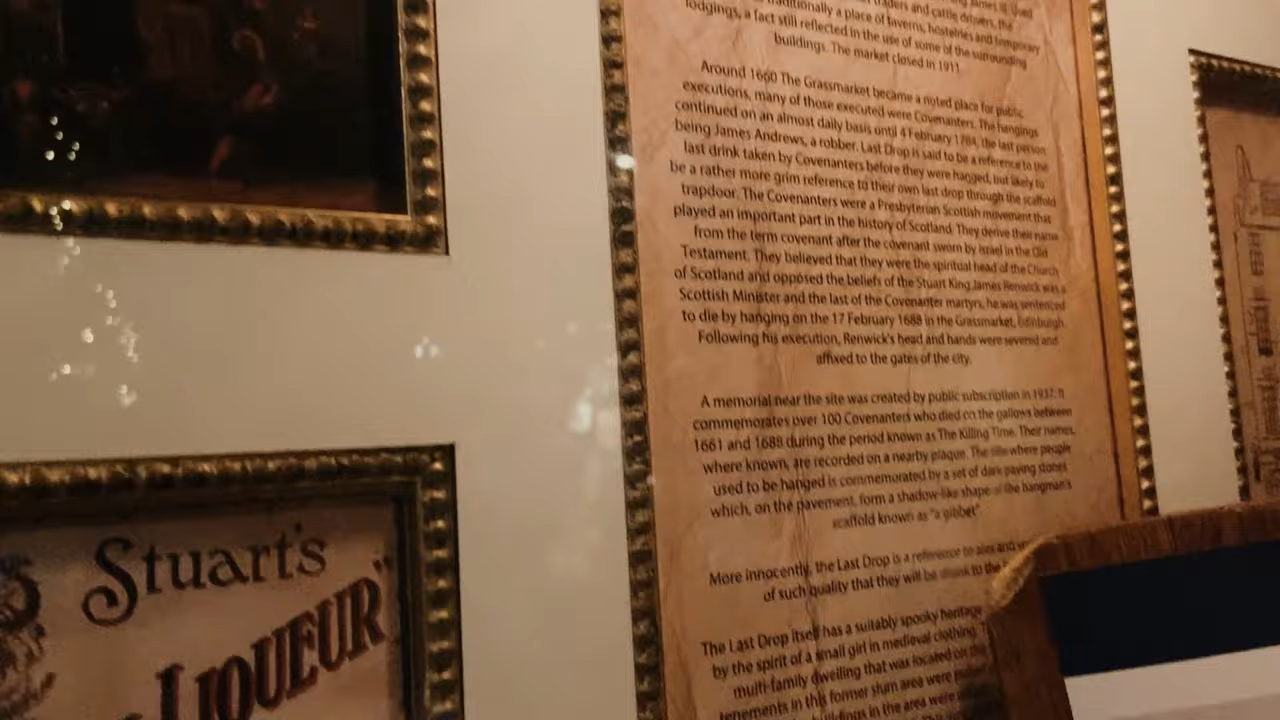 traders and cattle drovers, the
traditionally a place of taverns, hostelries and temporary
lodgings, a fact still reflected in the use of some of the surrounding
buildings. The market closed in 1911
Around 1660 The Grassmarket became a noted place for public
executions, many of those executed were Covenanters. The hangings
continued on an almost daily basis until 4 February 1784, the last person
being James Andrews, a robber. Last Drop is said to be a reference to the
last drink taken by Covenanters before they were hanged, but likely to
be a rather more grim reference to their own last drop through the scaffold
trapdoor. The Covenanters were a Presbyterian Scottish movement that
played an important part in the history of Scotland. They derive their name
from the term covenant after the covenant sworn by Israel in the Old
Testament. They believed that they were the spiritual head of the Church
of Scotland and opposed the beliefs of the Stuart King. James Renwick was a
Scottish Minister and the last of the Covenanter martyrs, he was sentenced
to die by hanging on the 17 February 1688 in the Grassmarket, Edinburgh.
Following his execution, Renwick's head and hands were severed and
affixed to the gates of the city.
A memorial near the site was created by public subscription in 1937. It
commemorates over 100 Covenanters who died on the gallows between
1661 and 1688 during the period known as The Killing Time. Their names,
where known, are recorded on a nearby plaque. The site where people
used to be hanged is commemorated by a set of dark paving stones
which, on the pavement, form a shadow-like shape of the hangman's
scaffold known as "a gibbet"
More innocently, the Last Drop is a reference to ales and
of such quality that they will be drunk to the
The Last Drop itself has a suitably spooky heritage
by the spirit of a small girl in medieval clothing.
multi-family dwelling that was located on the
tenements in this former slum area were
buildings in the area were
Stuart's
LIQUEUR"